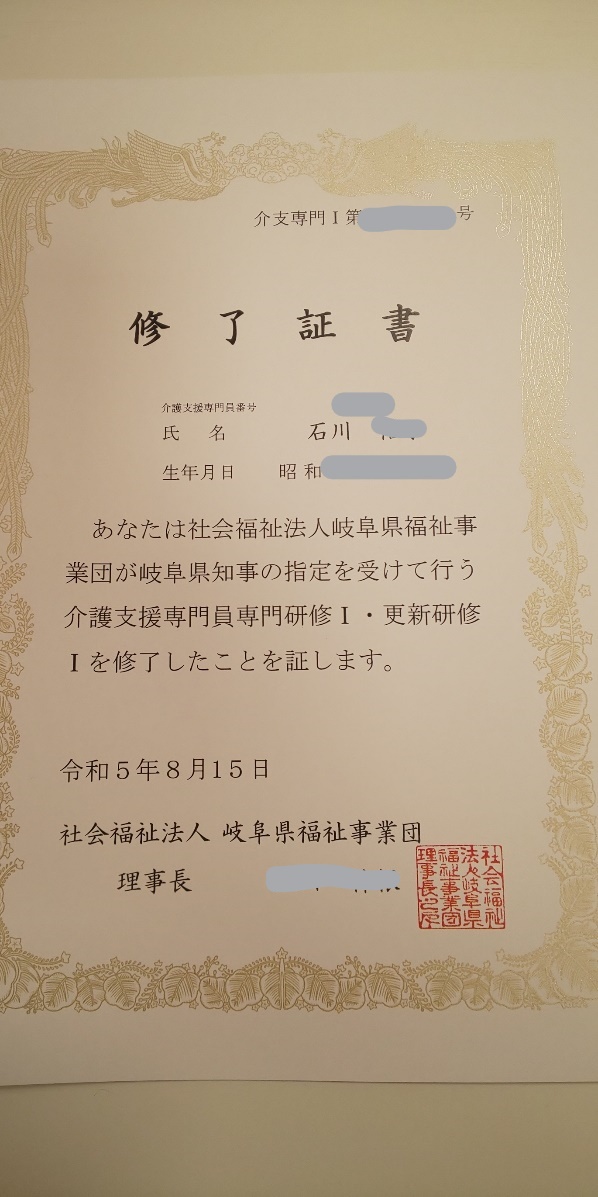 介支専門Ⅰ第 号
修了証書
介護支援専門員番号
氏 名 石川
生年月日 昭和
あなたは社会福祉法人岐阜県福祉事
業団が岐阜県知事の指定を受けて行う
介護支援専門員専門研修Ⅰ・更新研修
Ⅰを修了したことを証します。
令和５年８月１５日
社会福祉法人 岐阜県福祉事業団
理事長
社会福祉
法人岐阜県
福祉事業団
理事長之印